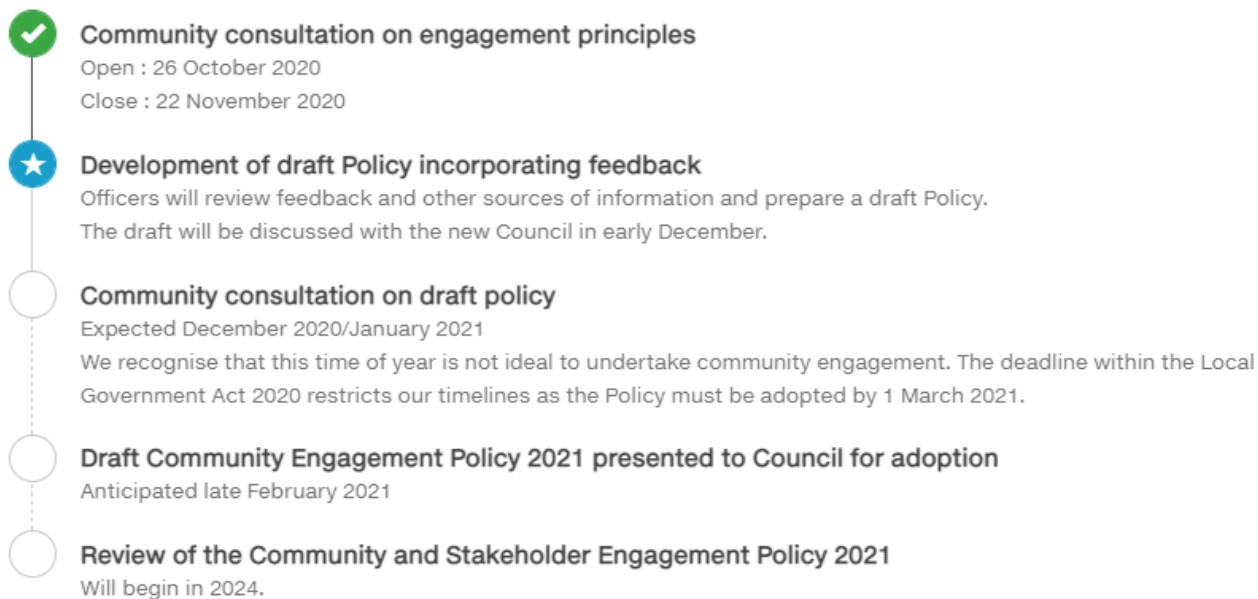 Community consultation on engagement principles
Open : 26 October 2020
Close : 22 November 2020
Development of draft Policy incorporating feedback
Officers will review feedback and other sources of information and prepare a draft Policy.
The draft will be discussed with the new Council in early December.
Community consultation on draft policy
Expected December 2020/January 2021
We recognise that this time of year is not ideal to undertake community engagement. The deadline within the Local
Government Act 2020 restricts our timelines as the Policy must be adopted by 1 March 2021.
Draft Community Engagement Policy 2021 presented to Council for adoption
Anticipated late February 2021
Review of the Community and Stakeholder Engagement Policy 2021
Will begin in 2024.